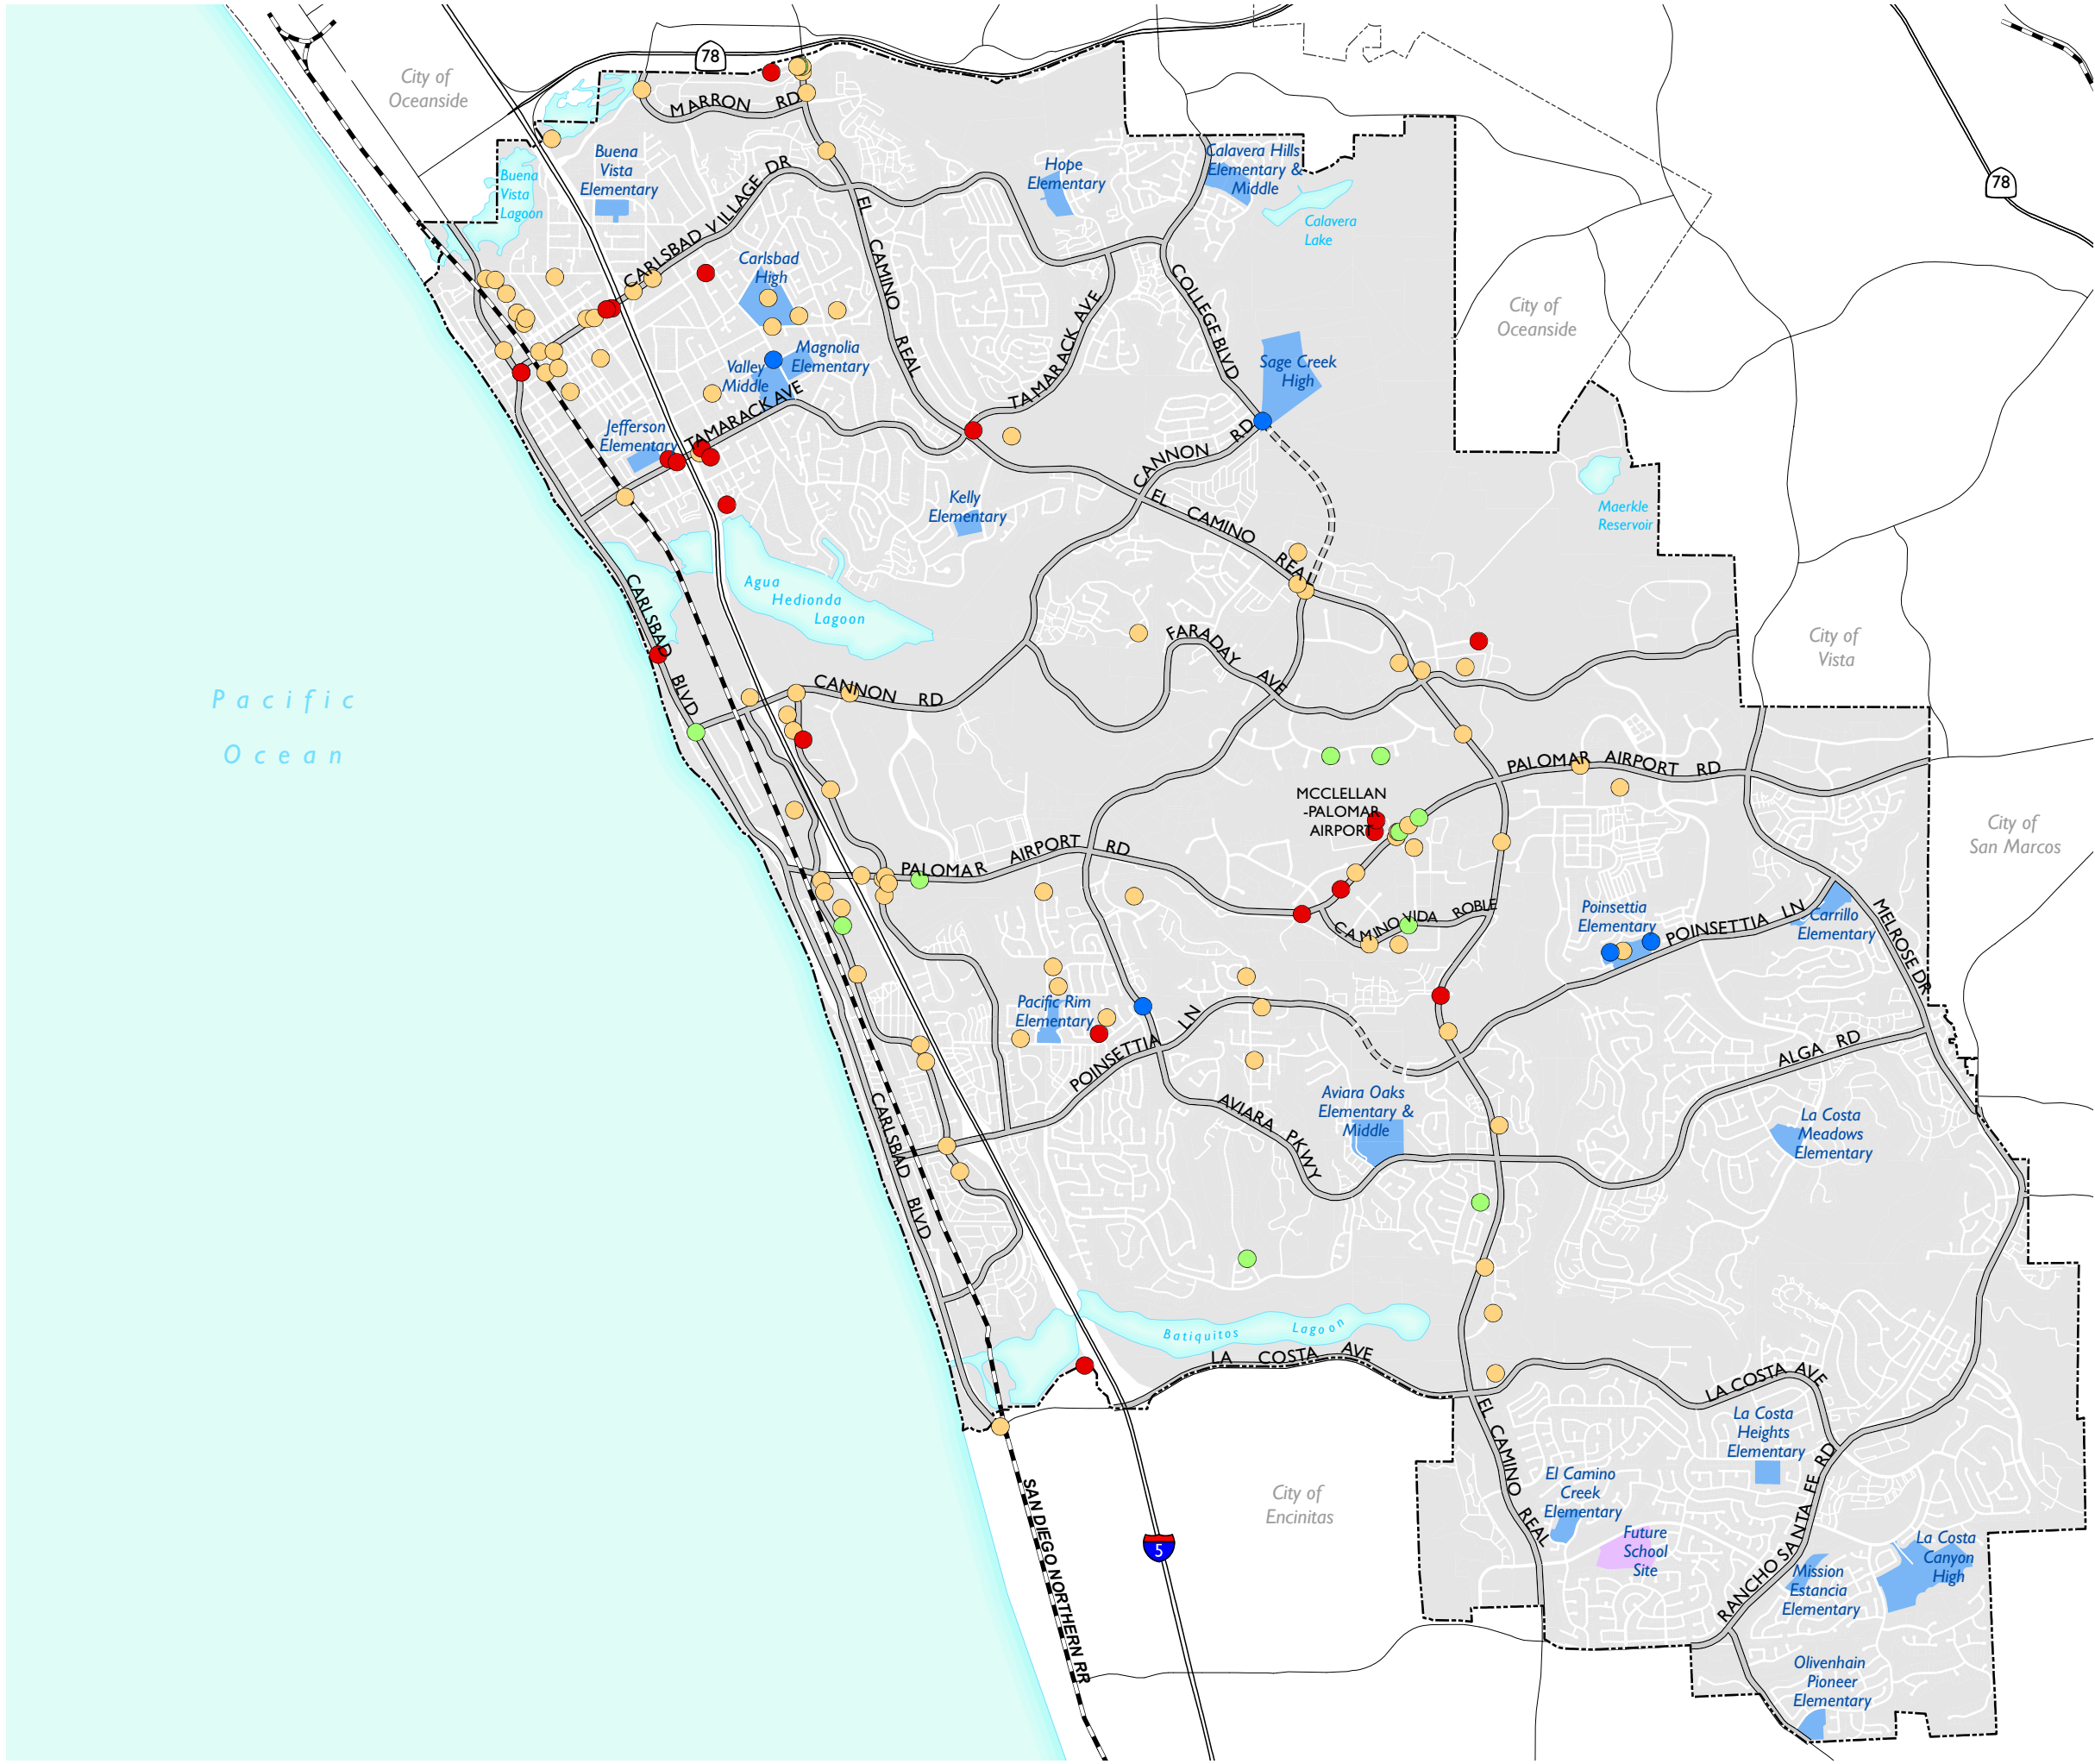 78
City of
Oceanside
MARRON RD
Buena
Vista
Elementary
Hope
Elementary
Calavera Hills
Elementary &
Middle
78
Buena
Vista
Lagoon
CARLSBAD VILLAGE DR
EL CAMINO REAL
Calavera
Lake
Carlsbad
High
COLLEGE BLVD
City of
Oceanside
TAMARACK AVE
Magnolia
Elementary
Valley
Middle
Sage Creek
High
TAMARACK AVE
Jefferson
Elementary
CANNON RD
Kelly
Elementary
EL CAMINO REAL
Maerkle
Reservoir
Agua
Hedionda
Lagoon
CARLSBAD BLVD
FARADAY AVE
City of
Vista
Pacific
Ocean
CANNON RD
PALOMAR AIRPORT RD
MCCLELLAN
-PALOMAR
AIRPORT
City of
San Marcos
PALOMAR AIRPORT RD
CAMINO VIDA ROBLE
Poinsettia
Elementary
POINSETTIA LN
Carrillo
Elementary
MELROSE DR
Pacific Rim
Elementary
POINSETTIA LN
ALGA RD
Aviara Oaks
Elementary &
Middle
AVIARA PKWY
La Costa
Meadows
Elementary
CARLSBAD BLVD
Batiquitos Lagoon
LA COSTA AVE
LA COSTA AVE
La Costa
Heights
Elementary
EL CAMINO REAL
El Camino
Creek
Elementary
City of
Encinitas
RANCHO SANTA FE RD
Future
School
Site
La Costa
Canyon
High
Mission
Estancia
Elementary
5
SAN DIEGO NORTHERN RR
Olivenhain
Pioneer
Elementary